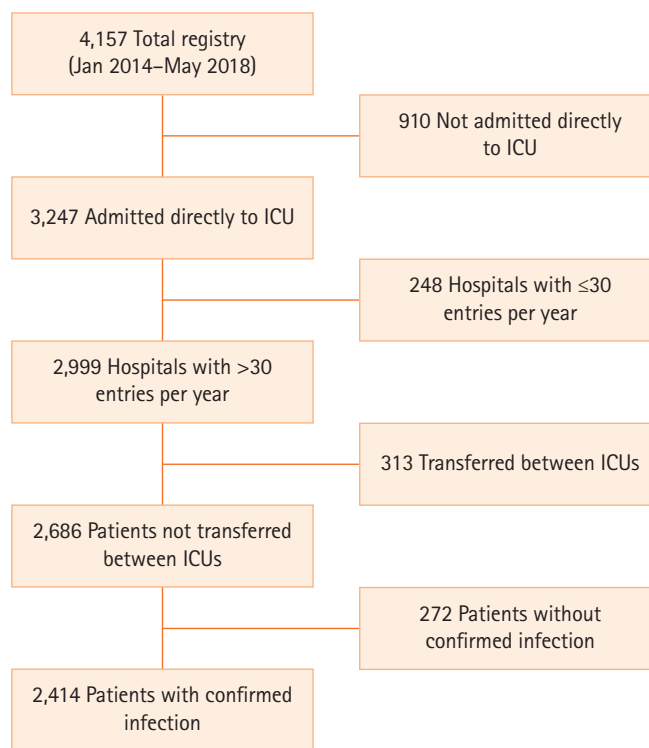 4,157 Total registry
(Jan 2014–May 2018)
910 Not admitted directly
to ICU
3,247 Admitted directly to ICU
248 Hospitals with ≤30
entries per year
2,999 Hospitals with >30
entries per year
313 Transferred between ICUs
2,686 Patients not transferred
between ICUs
272 Patients without
confirmed infection
2,414 Patients with confirmed
infection